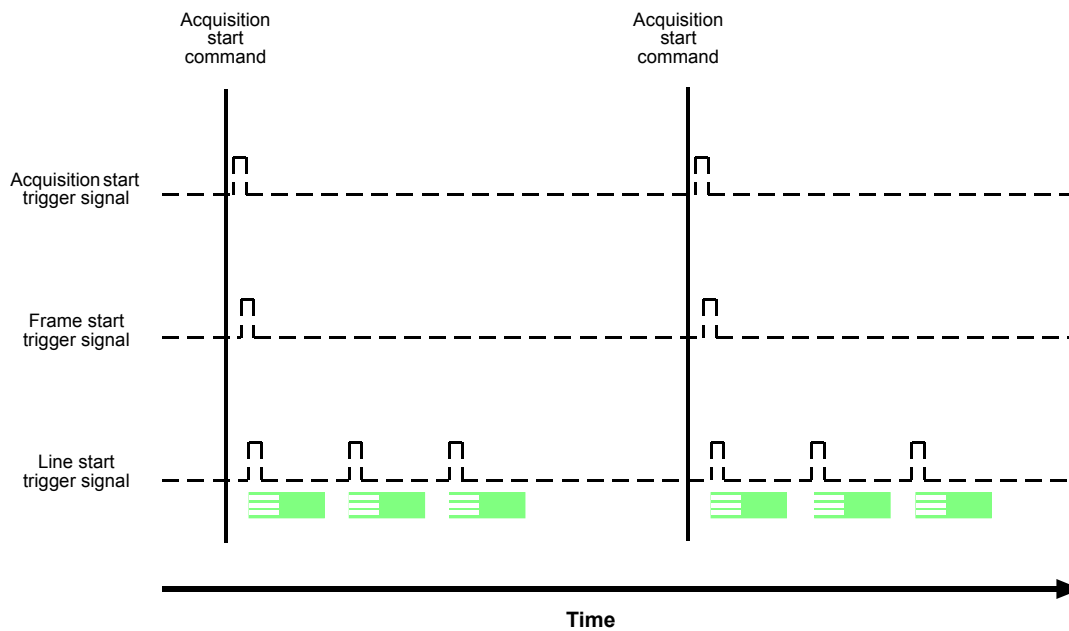 Acquisition
start
command
Acquisition
start
command
Acquisition start
trigger signal
Frame start
trigger signal
Line start
trigger signal
Time